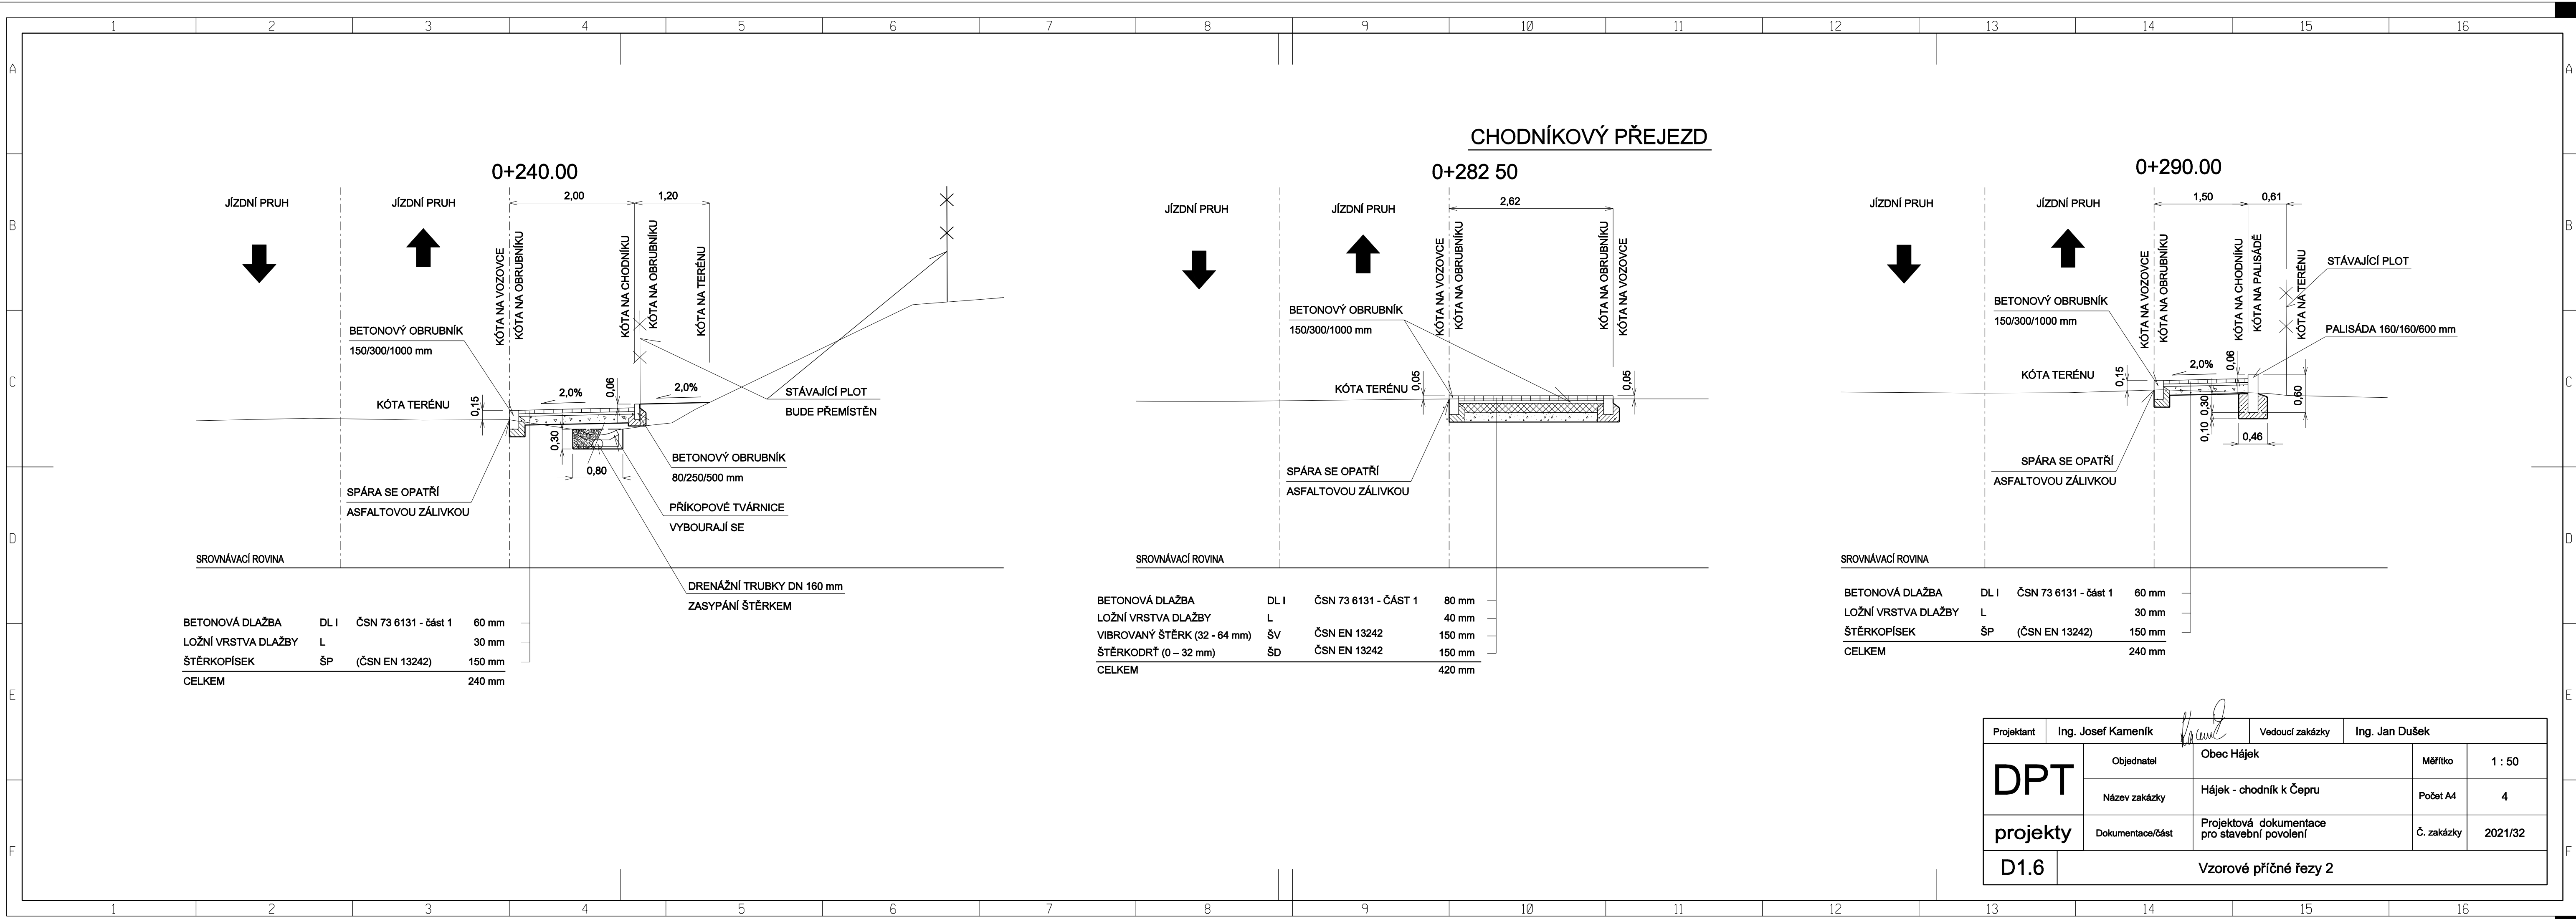 1 2 3 4 5 6 7 8 9 10 11 12 13 14 15 16
A A
B B
C C
D D
E E
F F
0+240.00
2,00 1,20
JÍZDNÍ PRUH JÍZDNÍ PRUH
KÓTA NA VOZOVCE
KÓTA NA OBRUBNÍKU
KÓTA NA CHODNÍKU
KÓTA NA OBRUBNÍKU
KÓTA NA TERÉNU
BETONOVÝ OBRUBNÍK
150/300/1000 mm
KÓTA TERÉNU
0,15
2,0%
0,06
2,0%
0,30
0,80
STÁVAJÍCÍ PLOT
BUDE PŘEMÍSTĚN
BETONOVÝ OBRUBNÍK
80/250/500 mm
SPÁRA SE OPATŘÍ
ASFALTOVOU ZÁLIVKOU
PŘÍKOPOVÉ TVÁRNICE
VYBOURAJÍ SE
SROVNÁVACÍ ROVINA
DRENÁŽNÍ TRUBKY DN 160 mm
ZASYPÁNÍ ŠTĚRKEM
BETONOVÁ DLAŽBA DL I ČSN 73 6131 - část 1 60 mm
LOŽNÍ VRSTVA DLAŽBY L 30 mm
ŠTĚRKOPÍSEK ŠP (ČSN EN 13242) 150 mm
CELKEM 240 mm
CHODNÍKOVÝ PŘEJEZD
0+282 50
2,62
JÍZDNÍ PRUH JÍZDNÍ PRUH
KÓTA NA VOZOVCE
KÓTA NA OBRUBNÍKU
KÓTA NA OBRUBNÍKU
KÓTA NA VOZOVCE
BETONOVÝ OBRUBNÍK
150/300/1000 mm
KÓTA TERÉNU
0,05
0,05
SPÁRA SE OPATŘÍ
ASFALTOVOU ZÁLIVKOU
SROVNÁVACÍ ROVINA
BETONOVÁ DLAŽBA DL I ČSN 73 6131 - ČÁST 1 80 mm
LOŽNÍ VRSTVA DLAŽBY L 40 mm
VIBROVANÝ ŠTĚRK (32 - 64 mm) ŠV ČSN EN 13242 150 mm
ŠTĚRKODRŤ (0 – 32 mm) ŠD ČSN EN 13242 150 mm
CELKEM 420 mm
0+290.00
1,50 0,61
JÍZDNÍ PRUH JÍZDNÍ PRUH
KÓTA NA VOZOVCE
KÓTA NA OBRUBNÍKU
KÓTA NA CHODNÍKU
KÓTA NA PALISÁDĚ
KÓTA NA TERÉNU
STÁVAJÍCÍ PLOT
BETONOVÝ OBRUBNÍK
150/300/1000 mm
PALISÁDA 160/160/600 mm
KÓTA TERÉNU
0,15
2,0%
0,06
0,30
0,10
0,60
0,46
SPÁRA SE OPATŘÍ
ASFALTOVOU ZÁLIVKOU
SROVNÁVACÍ ROVINA
BETONOVÁ DLAŽBA DL I ČSN 73 6131 - část 1 60 mm
LOŽNÍ VRSTVA DLAŽBY L 30 mm
ŠTĚRKOPÍSEK ŠP (ČSN EN 13242) 150 mm
CELKEM 240 mm
Projektant Ing. Josef Kameník Vedoucí zakázky Ing. Jan Dušek
DPT
projekty
Objednatel Obec Hájek Měřítko 1 : 50
Název zakázky Hájek - chodník k Čepru Počet A4 4
Dokumentace/část Projektová dokumentace
pro stavební povolení Č. zakázky 2021/32
D1.6 Vzorové příčné řezy 2
1 2 3 4 5 6 7 8 9 10 11 12 13 14 15 16